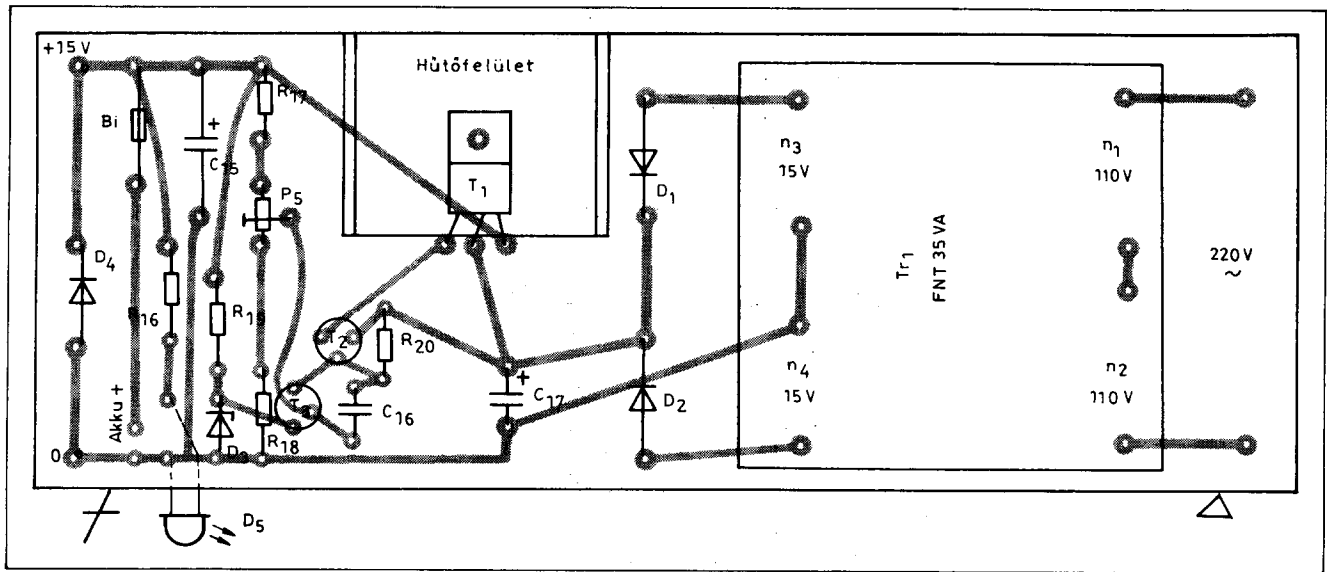 +15 V
Hűtőfelület
R17
Bi
+
C15
n3
15 V
n1
110 V
T1
D1
P5
D4
Tr1
FNT 35 VA
220 V
~
R16
R19
T2
R20
Akku +
+
C17
C16
D2
n4
15 V
n2
110 V
R18
D3
0
D5